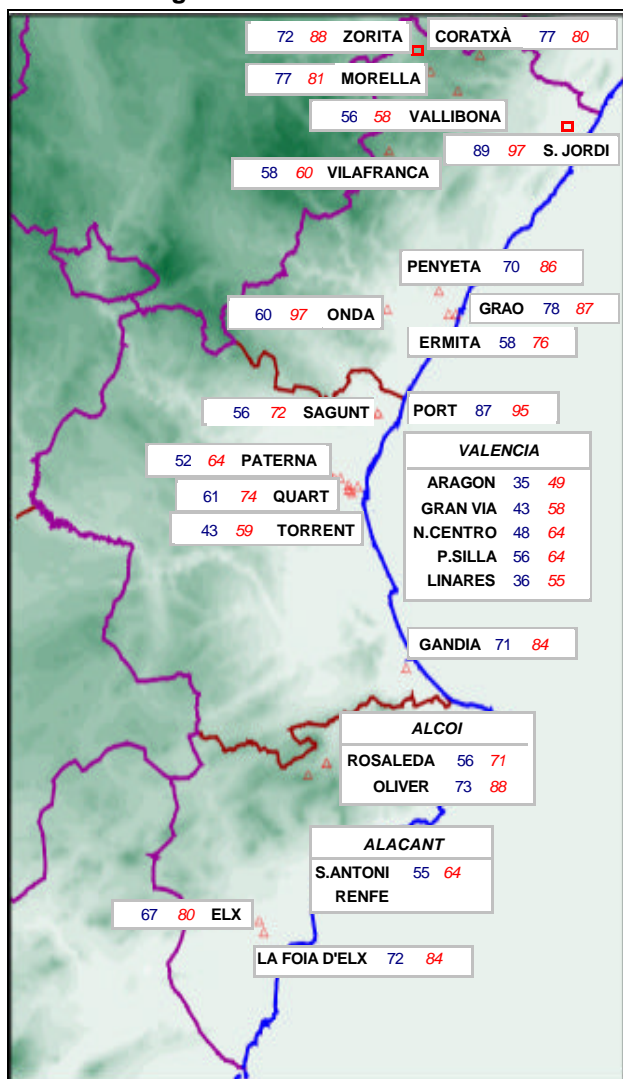 72 88 ZORITA
CORATXÀ 77 80
77 81 MORELLA
56 58 VALLIBONA
89 97 S. JORDI
58 60 VILAFRANCA
PENYETA 70 86
60 97 ONDA
GRAO 78 87
ERMITA 58 76
56 72 SAGUNT
PORT 87 95
VALENCIA
ARAGON 35 49
GRAN VIA 43 58
N.CENTRO 48 64
P.SILLA 56 64
LINARES 36 55
52 64 PATERNA
61 74 QUART
43 59 TORRENT
GANDIA 71 84
ALCOI
ROSALEDA 56 71
OLIVER 73 88
ALACANT
S.ANTONI 55 64
RENFE
67 80 ELX
LA FOIA D'ELX 72 84